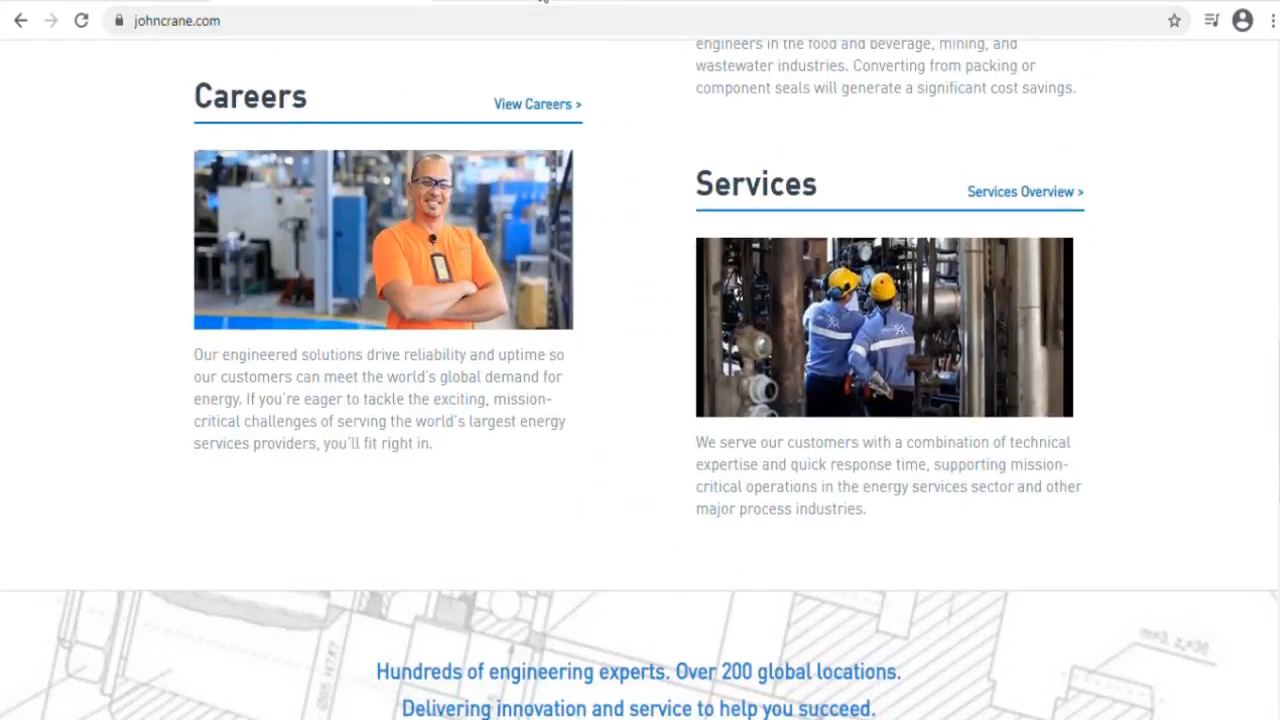 johncrane.com
engineers in the food and beverage, mining, and
wastewater industries. Converting from packing or
component seals will generate a significant cost savings.
Careers
View Careers >
Our engineered solutions drive reliability and uptime so
our customers can meet the world's global demand for
energy. If you're eager to tackle the exciting, mission-
critical challenges of serving the world's largest energy
services providers, you'll fit right in.
Services
Services Overview >
We serve our customers with a combination of technical
expertise and quick response time, supporting mission-
critical operations in the energy services sector and other
major process industries.
Hundreds of engineering experts. Over 200 global locations.
Delivering innovation and service to help you succeed.